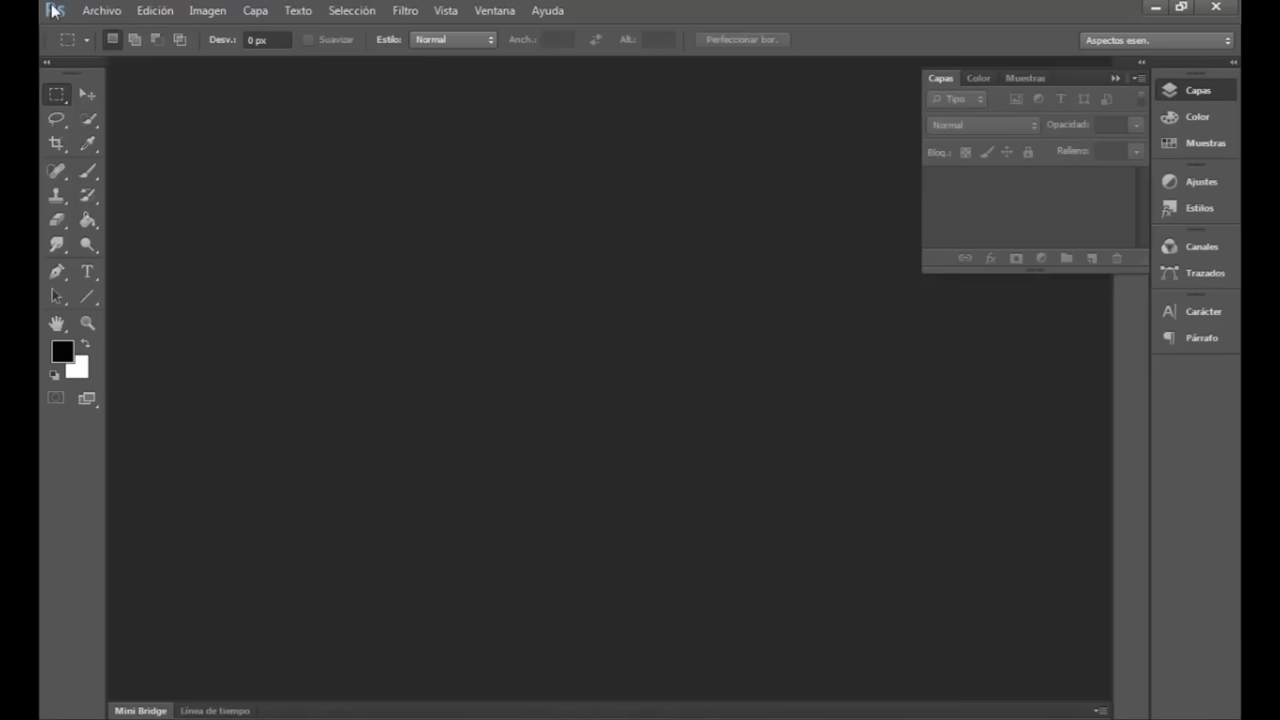 Ps Archivo Edición Imagen Capa Texto Selección Filtro Vista Ventana Ayuda
Desv.: 0 px Suavizar Estilo: Normal Anch.: Alt.: Perfeccionar bor. Aspectos esen.
Capas Color Muestras
Tipo T
Normal Opacidad:
Bloq.: Relleno:
fx
Capas
Color
Muestras
Ajustes
Estilos
Canales
Trazados
A Carácter
Párrafo
T
Mini Bridge Línea de tiempo